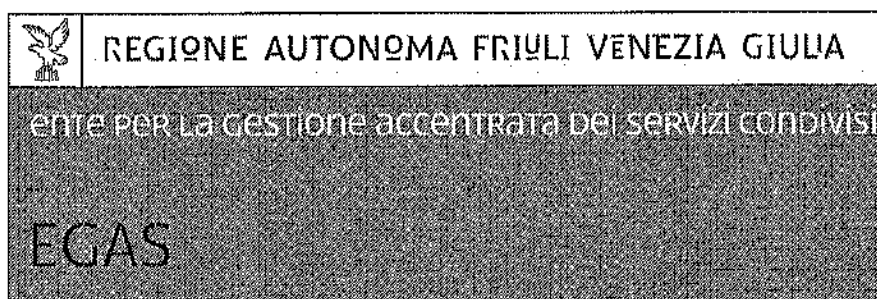 REGIONE AUTONOMA FRIULI VENEZIA GIULIA
ente per la gestione accentrata dei servizi condivisi
EGAS